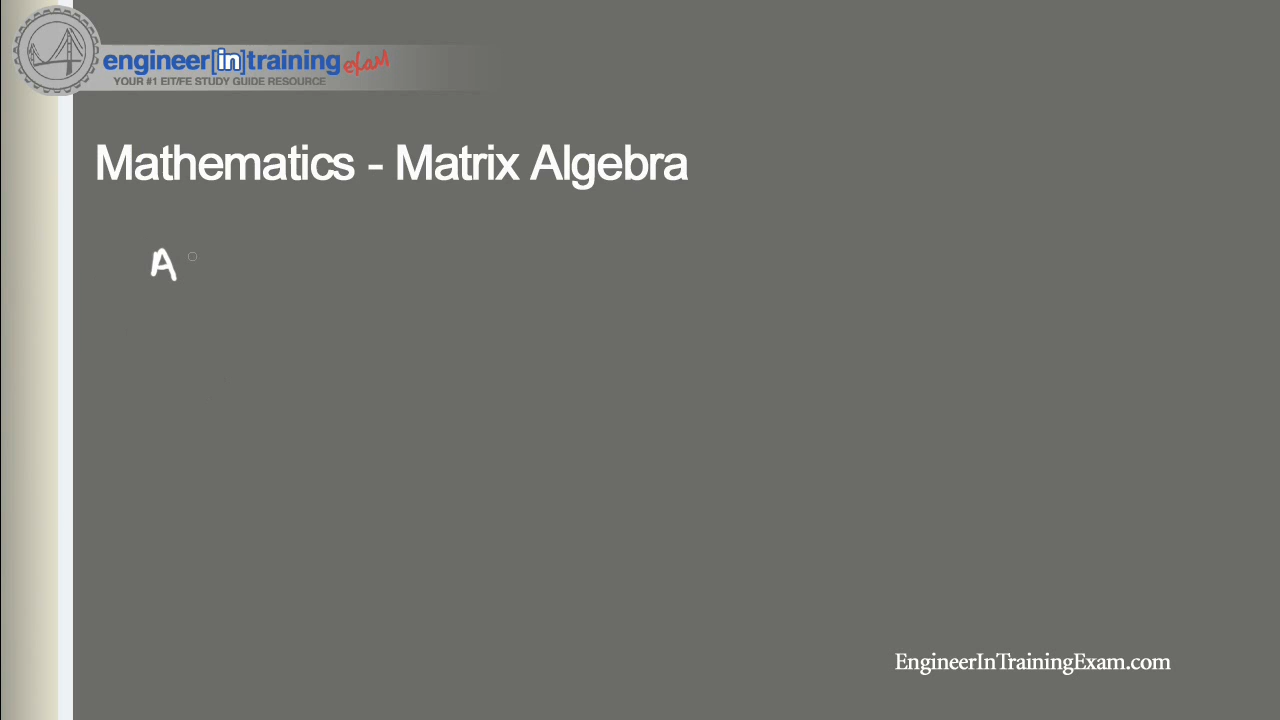 engineer[in]training exam
YOUR #1 EIT/FE STUDY GUIDE RESOURCE
Mathematics - Matrix Algebra
A
EngineerInTrainingExam.com